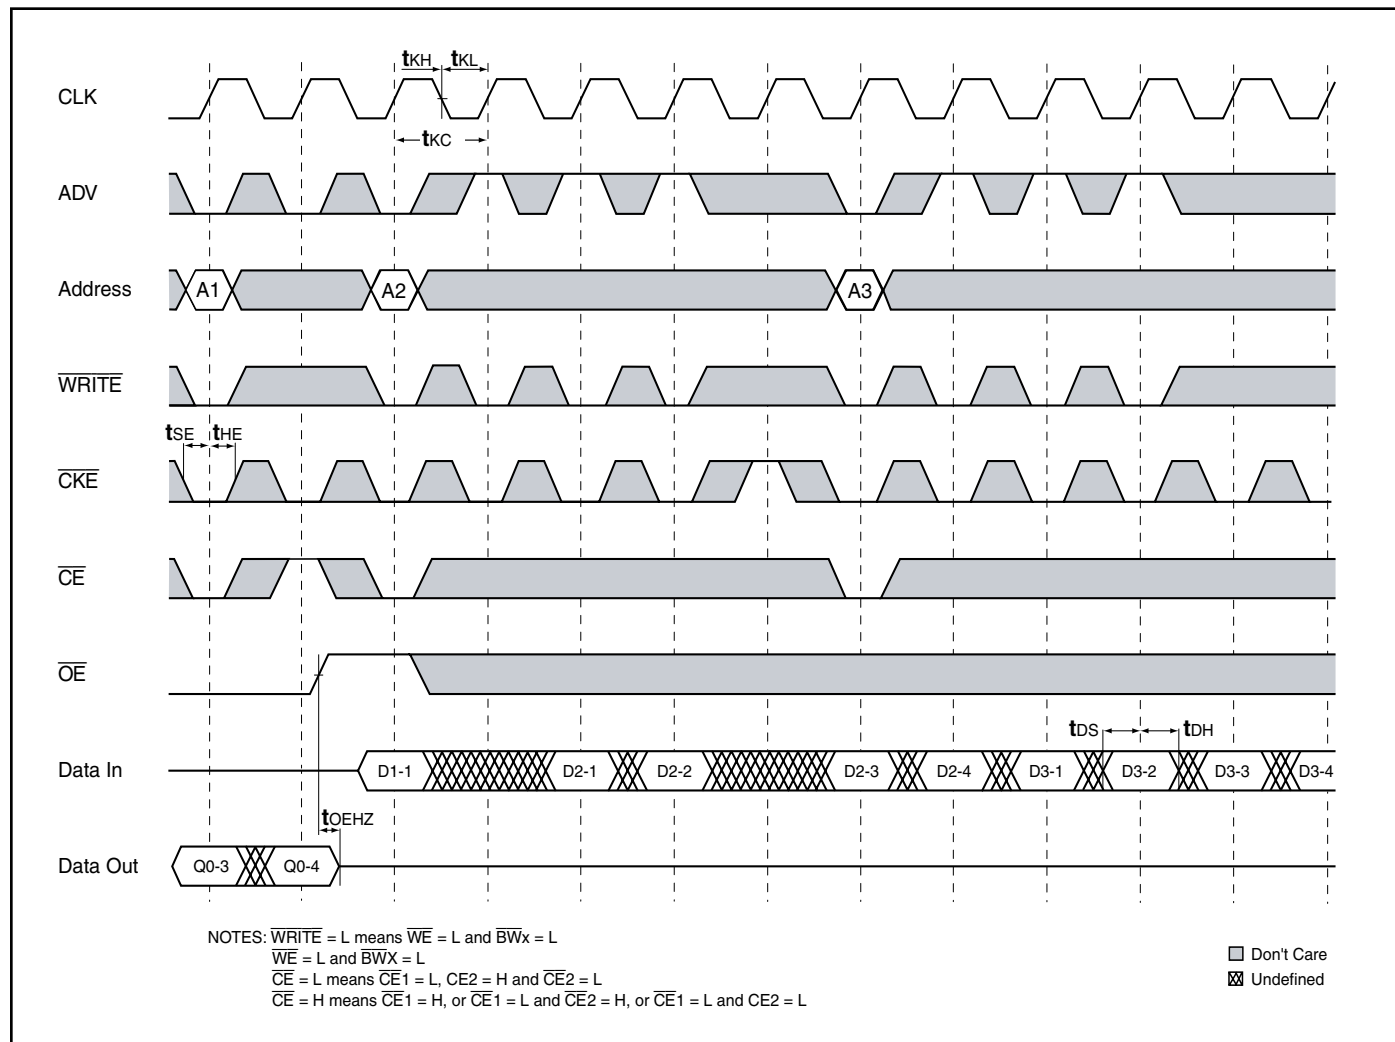 tKH tKL
CLK
tKC
ADV
Address A1 A2 A3
WRITE
tSE tHE
CKE
CE
OE
tDS tDH
Data In D1-1 D2-1 D2-2 D2-3 D2-4 D3-1 D3-2 D3-3 D3-4
tOEHZ
Data Out Q0-3 Q0-4
NOTES: WRITE = L means WE = L and BWx = L
WE = L and BWX = L
CE = L means CE1 = L, CE2 = H and CE2 = L
CE = H means CE1 = H, or CE1 = L and CE2 = H, or CE1 = L and CE2 = L
Don't Care
Undefined